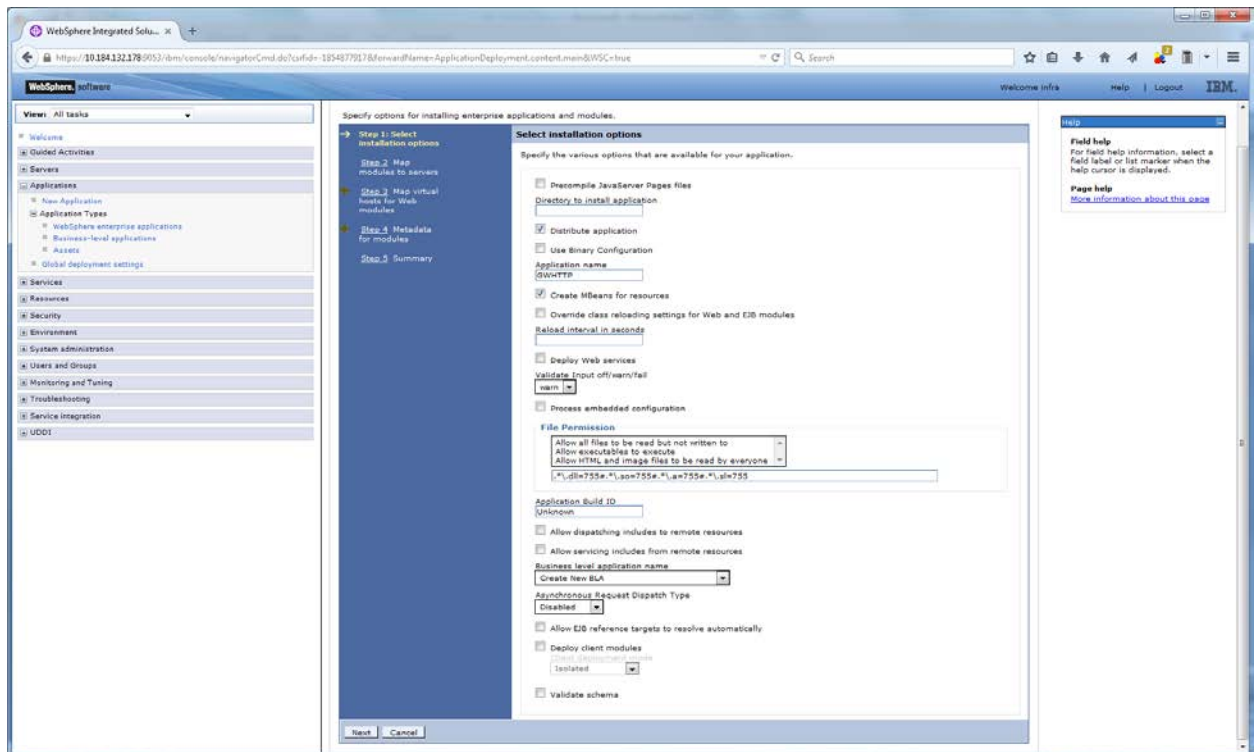 WebSphere Integrated Solu...
https://10.184.132.178:9053/ibm/console/navigatorCmd.do?csrfid=-1854877917&forwardName=ApplicationDeployment.content.main&WSC=true
Search
2
WebSphere. software
Welcome infra
Help | Logout
IBM.
View: All tasks
Welcome
Guided Activities
Servers
Applications
New Application
Application Types
WebSphere enterprise applications
Business-level applications
Assets
Global deployment settings
Services
Resources
Security
Environment
System administration
Users and Groups
Monitoring and Tuning
Troubleshooting
Service integration
UDDI
Specify options for installing enterprise applications and modules.
Step 1: Select installation options
Step 2 Map modules to servers
Step 3 Map virtual hosts for Web modules
Step 4 Metadata for modules
Step 5 Summary
Select installation options
Specify the various options that are available for your application.
Precompile JavaServer Pages files
Directory to install application
Distribute application
Use Binary Configuration
Application name
GWHTTP
Create MBeans for resources
Override class reloading settings for Web and EJB modules
Reload interval in seconds
Deploy Web services
Validate Input off/warn/fail
warn
Process embedded configuration
File Permission
Allow all files to be read but not written to
Allow executables to execute
Allow HTML and image files to be read by everyone
.*\.dll=755#.*\.so=755#.*\.a=755#.*\.sl=755
Application Build ID
Unknown
Allow dispatching includes to remote resources
Allow servicing includes from remote resources
Business level application name
Create New BLA
Asynchronous Request Dispatch Type
Disabled
Allow EJB reference targets to resolve automatically
Deploy client modules
Client deployment mode
Isolated
Validate schema
Next
Cancel
Help
Field help
For field help information, select a
field label or list marker when the
help cursor is displayed.
Page help
More information about this page